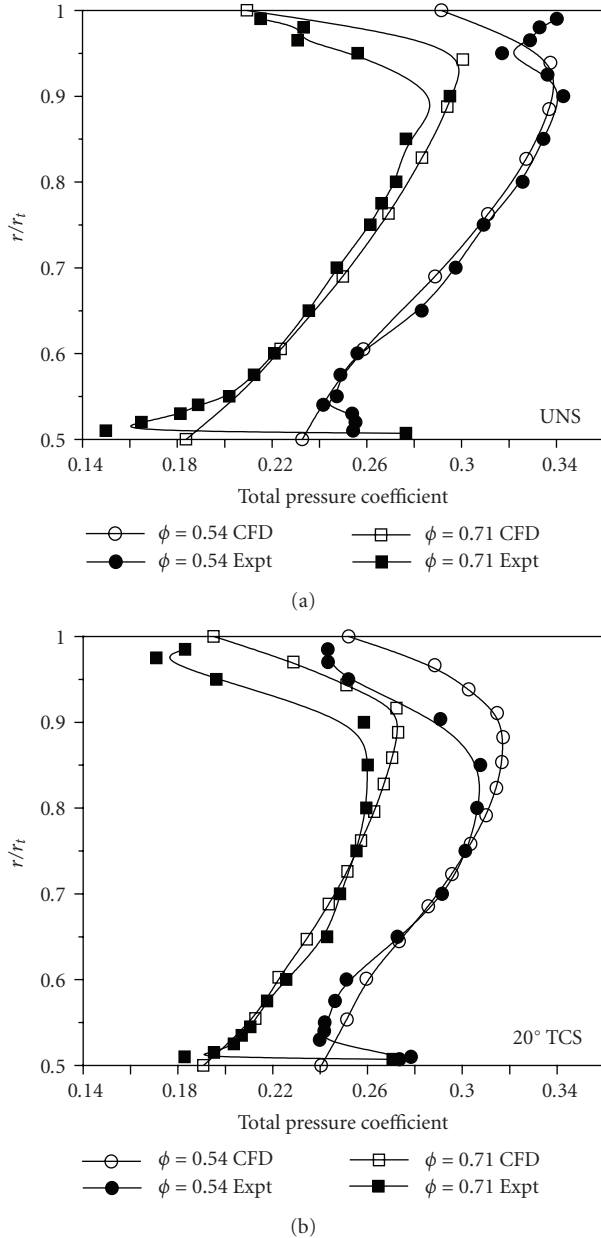 1
0.9
0.8
0.7
0.6
0.5
r/r_t
0.14 0.18 0.22 0.26 0.3 0.34
UNS
Total pressure coefficient
ϕ = 0.54 CFD ϕ = 0.71 CFD
ϕ = 0.54 Expt ϕ = 0.71 Expt
(a)
1
0.9
0.8
0.7
0.6
0.5
r/r_t
0.14 0.18 0.22 0.26 0.3 0.34
20° TCS
Total pressure coefficient
ϕ = 0.54 CFD ϕ = 0.71 CFD
ϕ = 0.54 Expt ϕ = 0.71 Expt
(b)